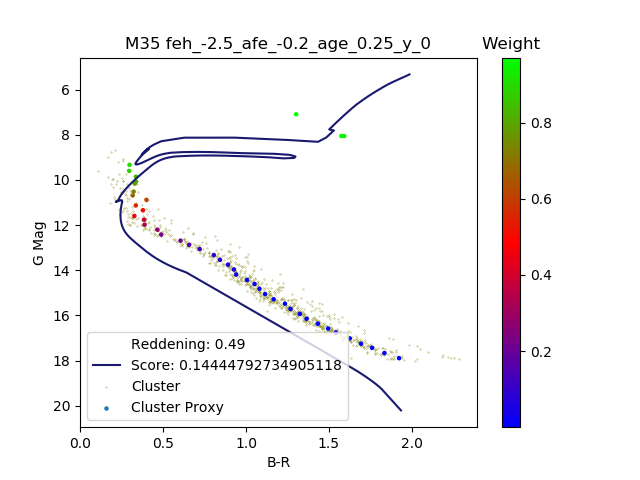 M35 feh_-2.5_afe_-0.2_age_0.25_y_0
Weight
6
8
10
12
14
16
18
20
G Mag
0.0
0.5
1.0
1.5
2.0
B-R
Reddening: 0.49
Score: 0.14444792734905118
Cluster
Cluster Proxy
0.8
0.6
0.4
0.2